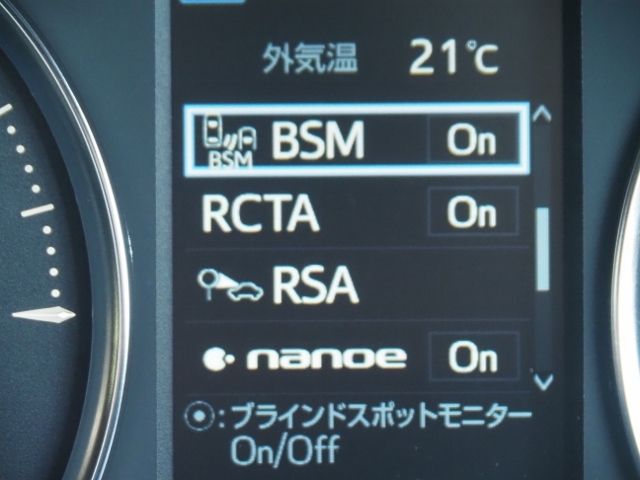 外気温 21℃
BSM BSM On
RCTA On
RSA
nanoe On
⦿:ブラインドスポットモニター
On/Off